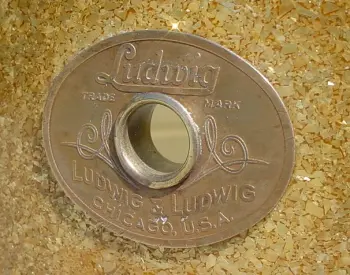 Ludwig
TRADE MARK
LUDWIG & LUDWIG
CHICAGO, U.S.A.